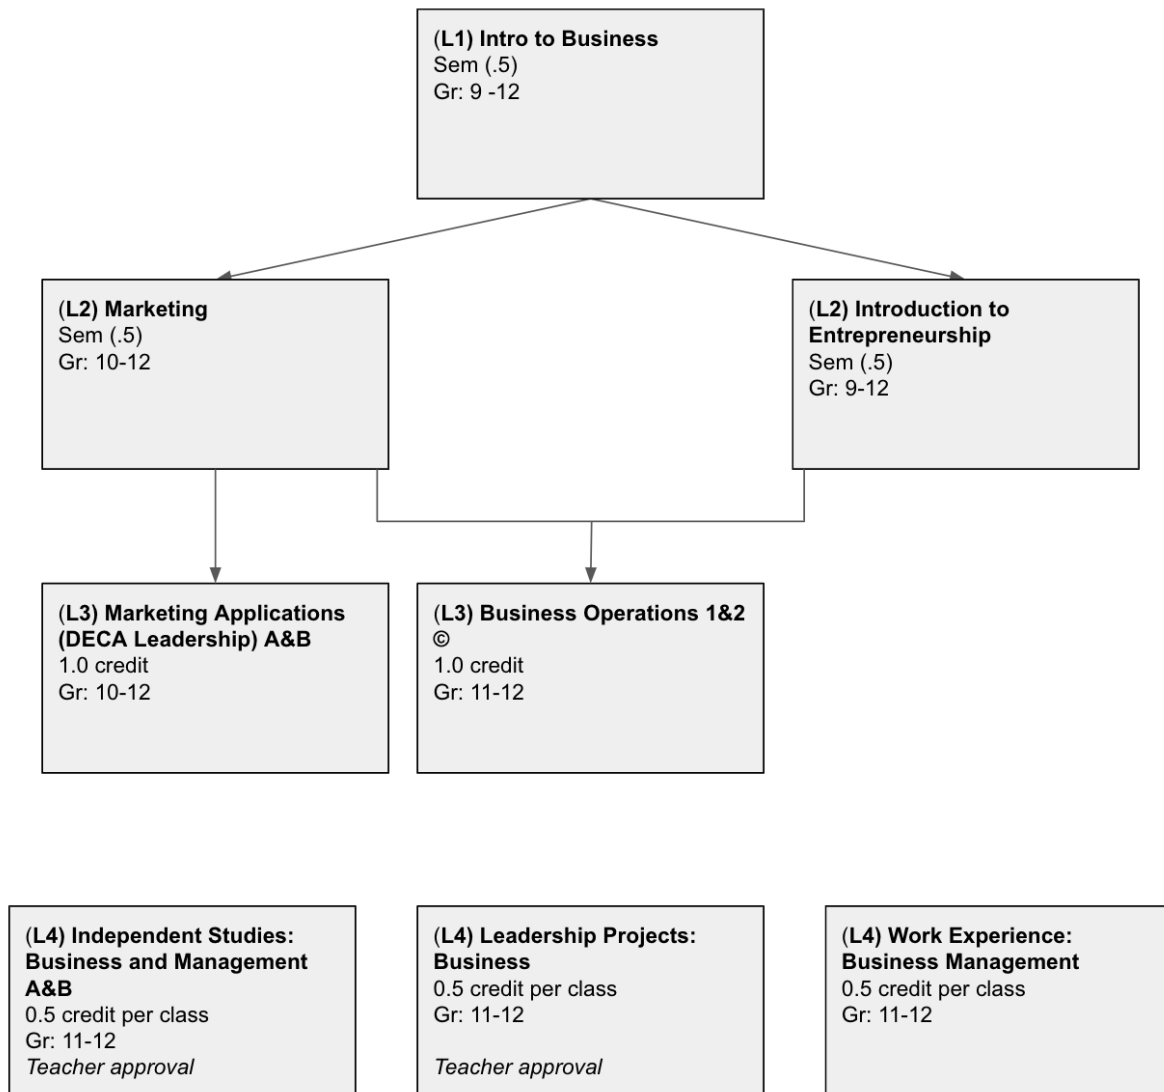 (L1) Intro to Business
Sem (.5)
Gr: 9 -12
(L2) Marketing
Sem (.5)
Gr: 10-12
(L2) Introduction to
Entrepreneurship
Sem (.5)
Gr: 9-12
(L3) Marketing Applications
(DECA Leadership) A&B
1.0 credit
Gr: 10-12
(L3) Business Operations 1&2
©
1.0 credit
Gr: 11-12
(L4) Independent Studies:
Business and Management
A&B
0.5 credit per class
Gr: 11-12
Teacher approval
(L4) Leadership Projects:
Business
0.5 credit per class
Gr: 11-12
Teacher approval
(L4) Work Experience:
Business Management
0.5 credit per class
Gr: 11-12